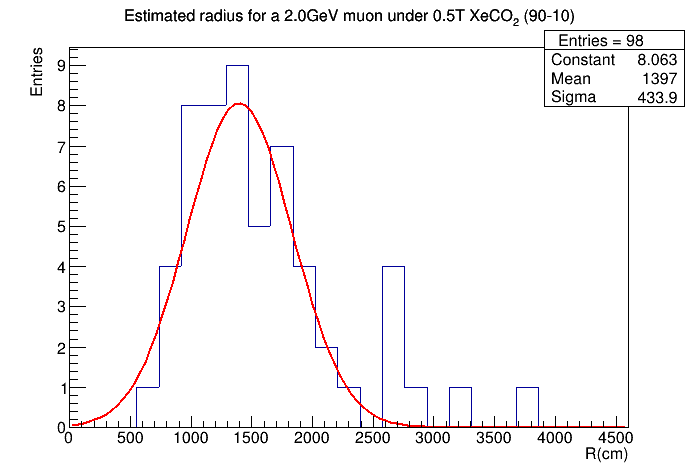 Estimated radius for a 2.0GeV muon under 0.5T XeCO₂ (90-10)
Entries = 98
Constant 8.063
Mean 1397
Sigma 433.9
Entries
9
8
7
6
5
4
3
2
1
0
0 500 1000 1500 2000 2500 3000 3500 4000 4500
R(cm)